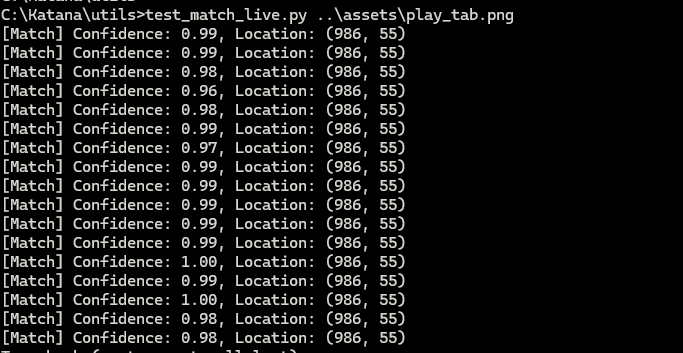 C:\Katana\utils>test_match_live.py ..\assets\play_tab.png
[Match] Confidence: 0.99, Location: (986, 55)
[Match] Confidence: 0.99, Location: (986, 55)
[Match] Confidence: 0.98, Location: (986, 55)
[Match] Confidence: 0.96, Location: (986, 55)
[Match] Confidence: 0.98, Location: (986, 55)
[Match] Confidence: 0.99, Location: (986, 55)
[Match] Confidence: 0.97, Location: (986, 55)
[Match] Confidence: 0.99, Location: (986, 55)
[Match] Confidence: 0.99, Location: (986, 55)
[Match] Confidence: 0.99, Location: (986, 55)
[Match] Confidence: 0.99, Location: (986, 55)
[Match] Confidence: 0.99, Location: (986, 55)
[Match] Confidence: 1.00, Location: (986, 55)
[Match] Confidence: 0.99, Location: (986, 55)
[Match] Confidence: 1.00, Location: (986, 55)
[Match] Confidence: 0.98, Location: (986, 55)
[Match] Confidence: 0.98, Location: (986, 55)